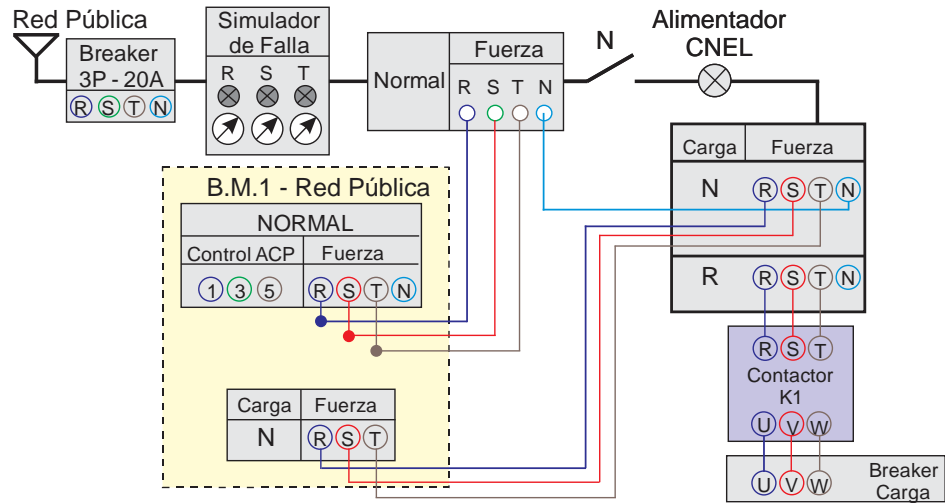 Red Pública
Breaker
3P - 20A
R S T N
Simulador
de Falla
R S T
Normal
Fuerza
R S T N
N
Alimentador
CNEL
Carga Fuerza
N R S T N
R R S T N
B.M.1 - Red Pública
NORMAL
Control ACP Fuerza
1 3 5 R S T N
Carga Fuerza
N R S T
R S T
Contactor
K1
U V W
U V W
Breaker
Carga